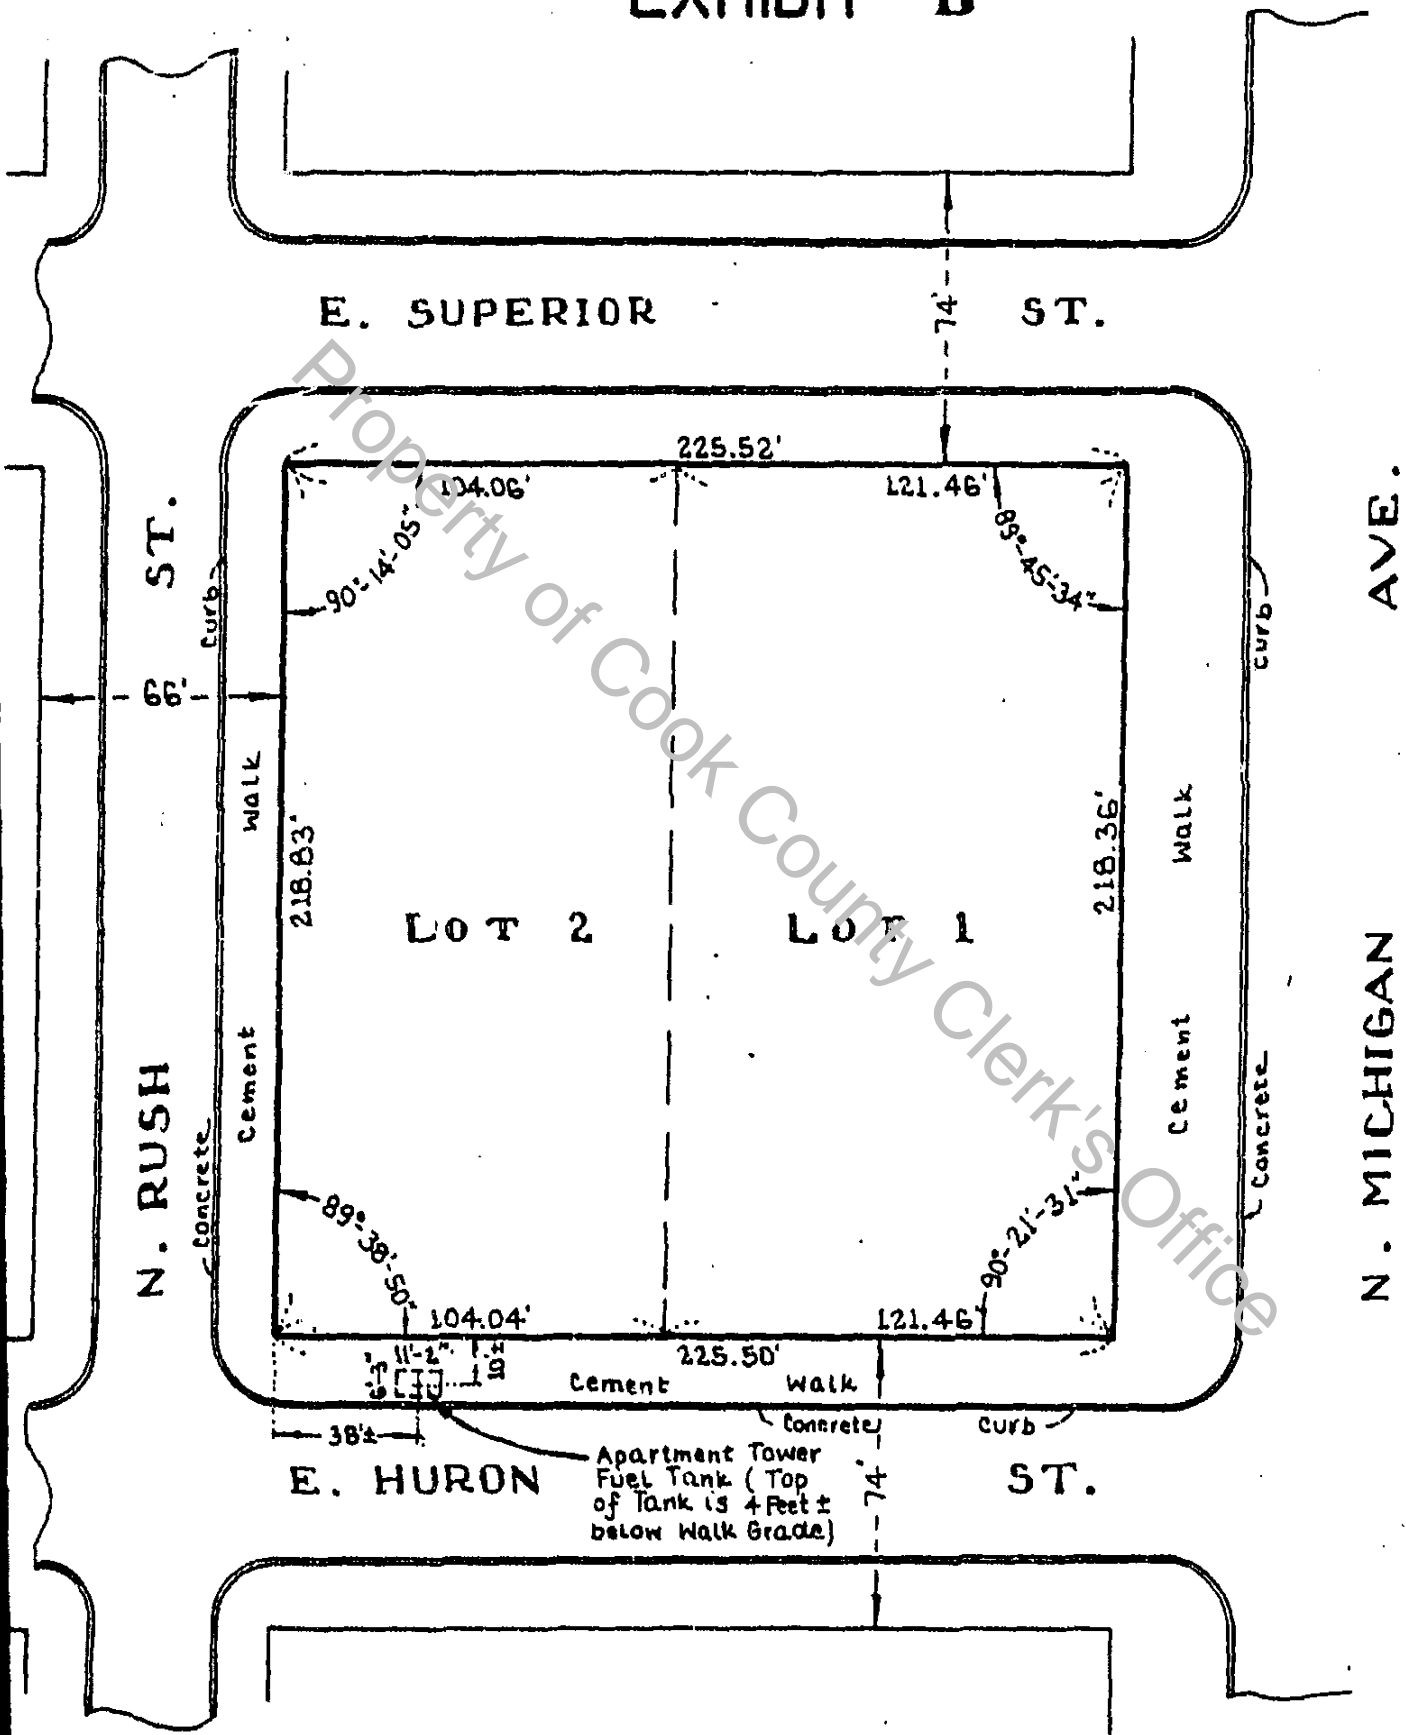 EXHIBIT B
E. SUPERIOR ST.
74'
225.52'
104.06' 121.46'
90°-14'-05"
89°-45'-34"
N. RUSH ST.
Curb
66'
Walk
218.83'
Cement
Concrete
LOT 2
LOT 1
218.36'
Walk
Cement
Curb
Concrete
N. MICHIGAN AVE.
89°-38'-50"
90°-21'-31"
104.04' 121.46'
225.50'
11'-2"
10'±
Cement Walk
Concrete Curb
38'±
Apartment Tower
Fuel Tank (Top
of Tank is 4 Feet ±
below Walk Grade)
E. HURON ST.
74'
Property of Cook County Clerk's Office